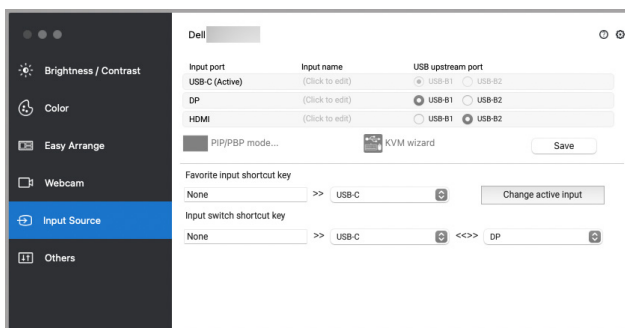 Dell
Brightness / Contrast
Color
Easy Arrange
Webcam
Input Source
Others
Input port Input name USB upstream port
USB-C (Active) (Click to edit) USB-B1 USB-B2
DP (Click to edit) USB-B1 USB-B2
HMDI (Click to edit) USB-B1 USB-B2
PIP/PBP mode... KVM wizard Save
Favorite input shortcut key
None >> USB-C Change active input
Input switch shortcut key
None >> USB-C <<>> DP